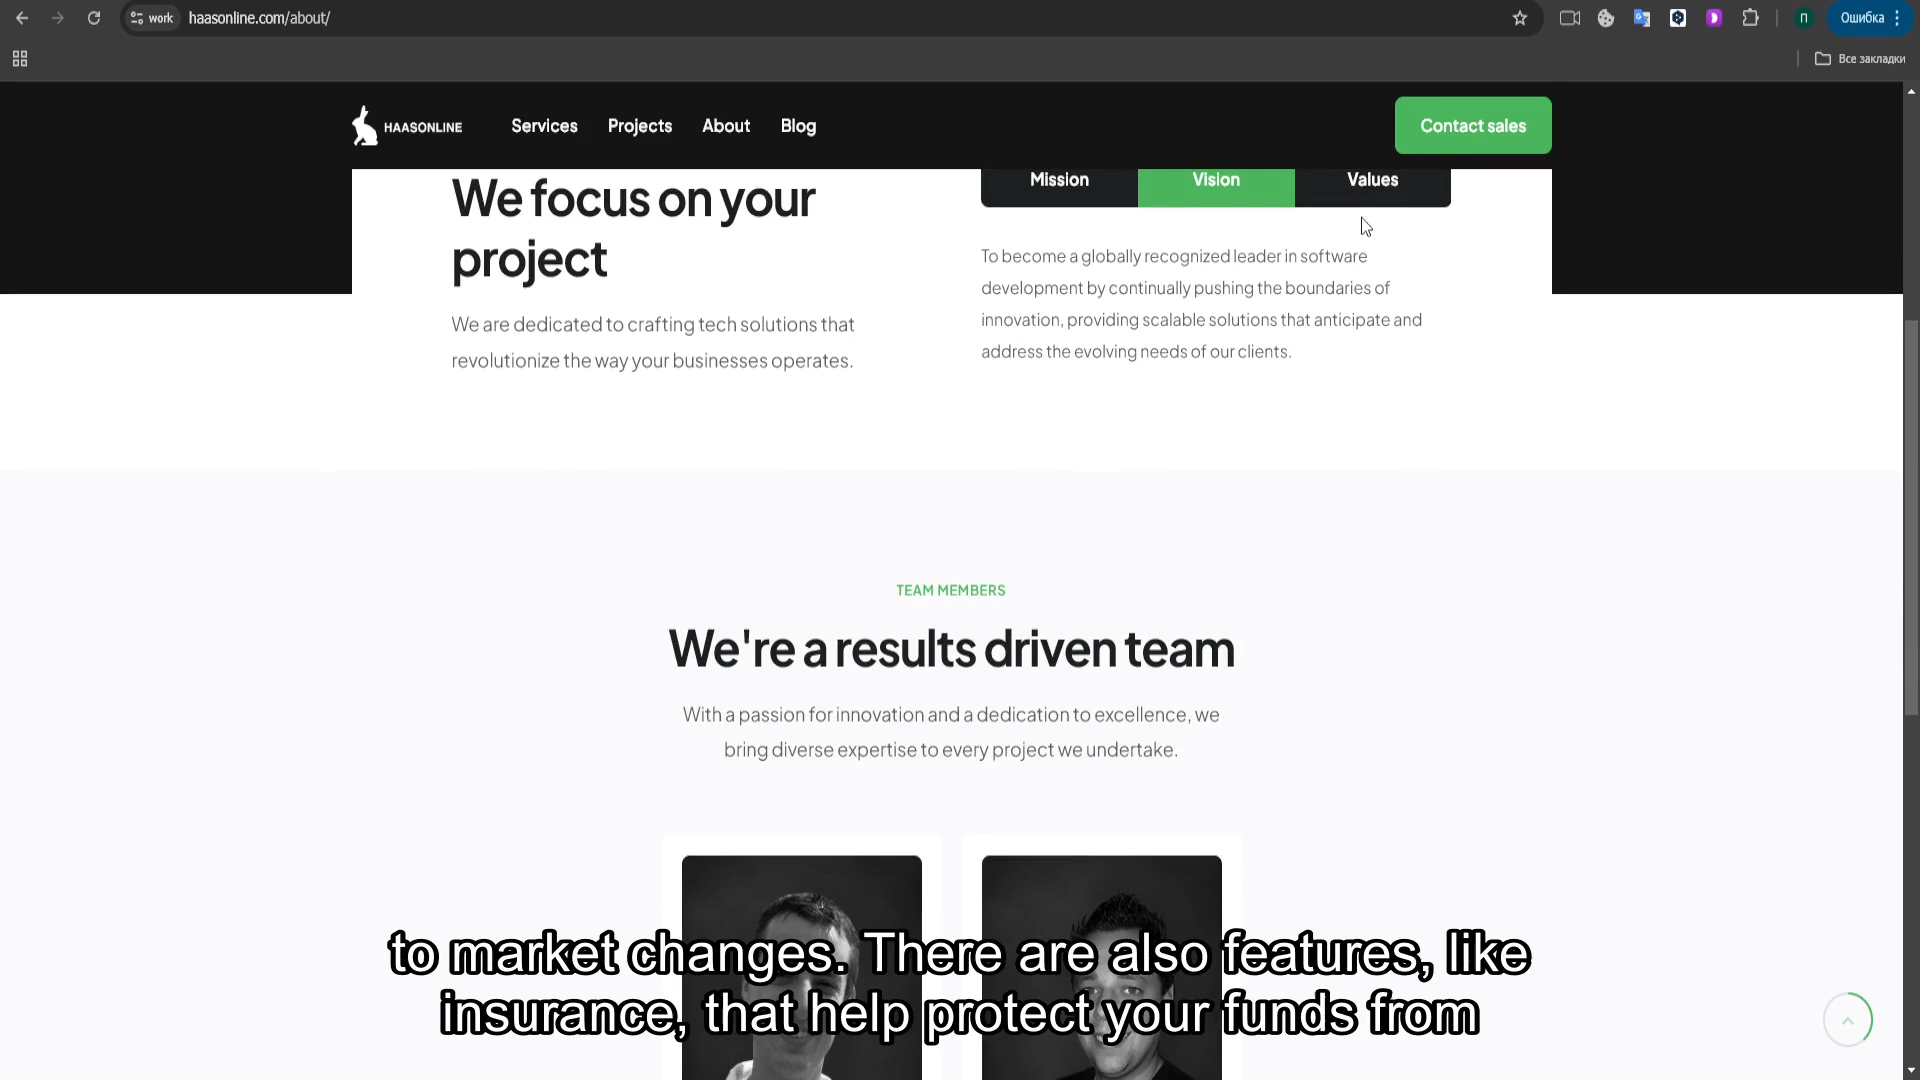 work
haasonline.com/about/
П
Ошибка
Все закладки
HAASONLINE
Services
Projects
About
Blog
Contact sales
We focus on your
project
We are dedicated to crafting tech solutions that
revolutionize the way your businesses operates.
Mission
Vision
Values
To become a globally recognized leader in software
development by continually pushing the boundaries of
innovation, providing scalable solutions that anticipate and
address the evolving needs of our clients.
TEAM MEMBERS
We're a results driven team
With a passion for innovation and a dedication to excellence, we
bring diverse expertise to every project we undertake.
to market changes. There are also features, like
insurance, that help protect your funds from